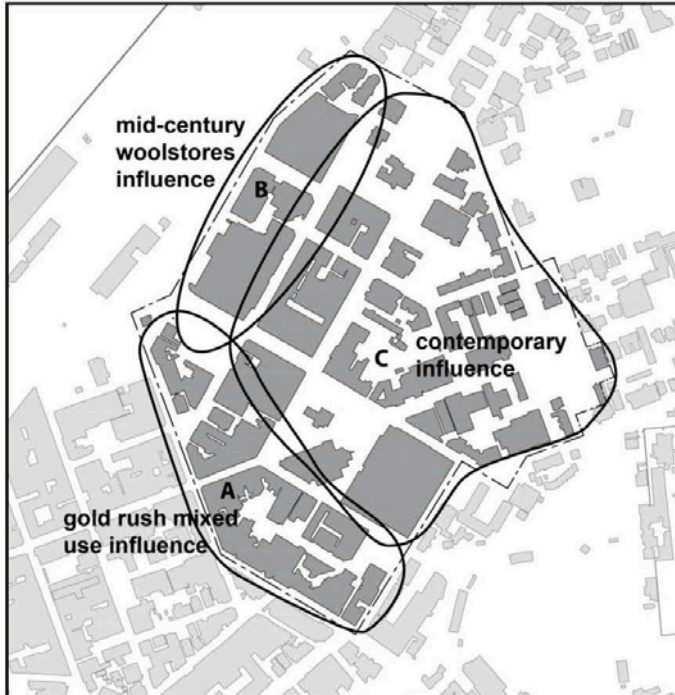 mid-century
woolstores
influence
B
C
contemporary
influence
A
gold rush mixed
use influence